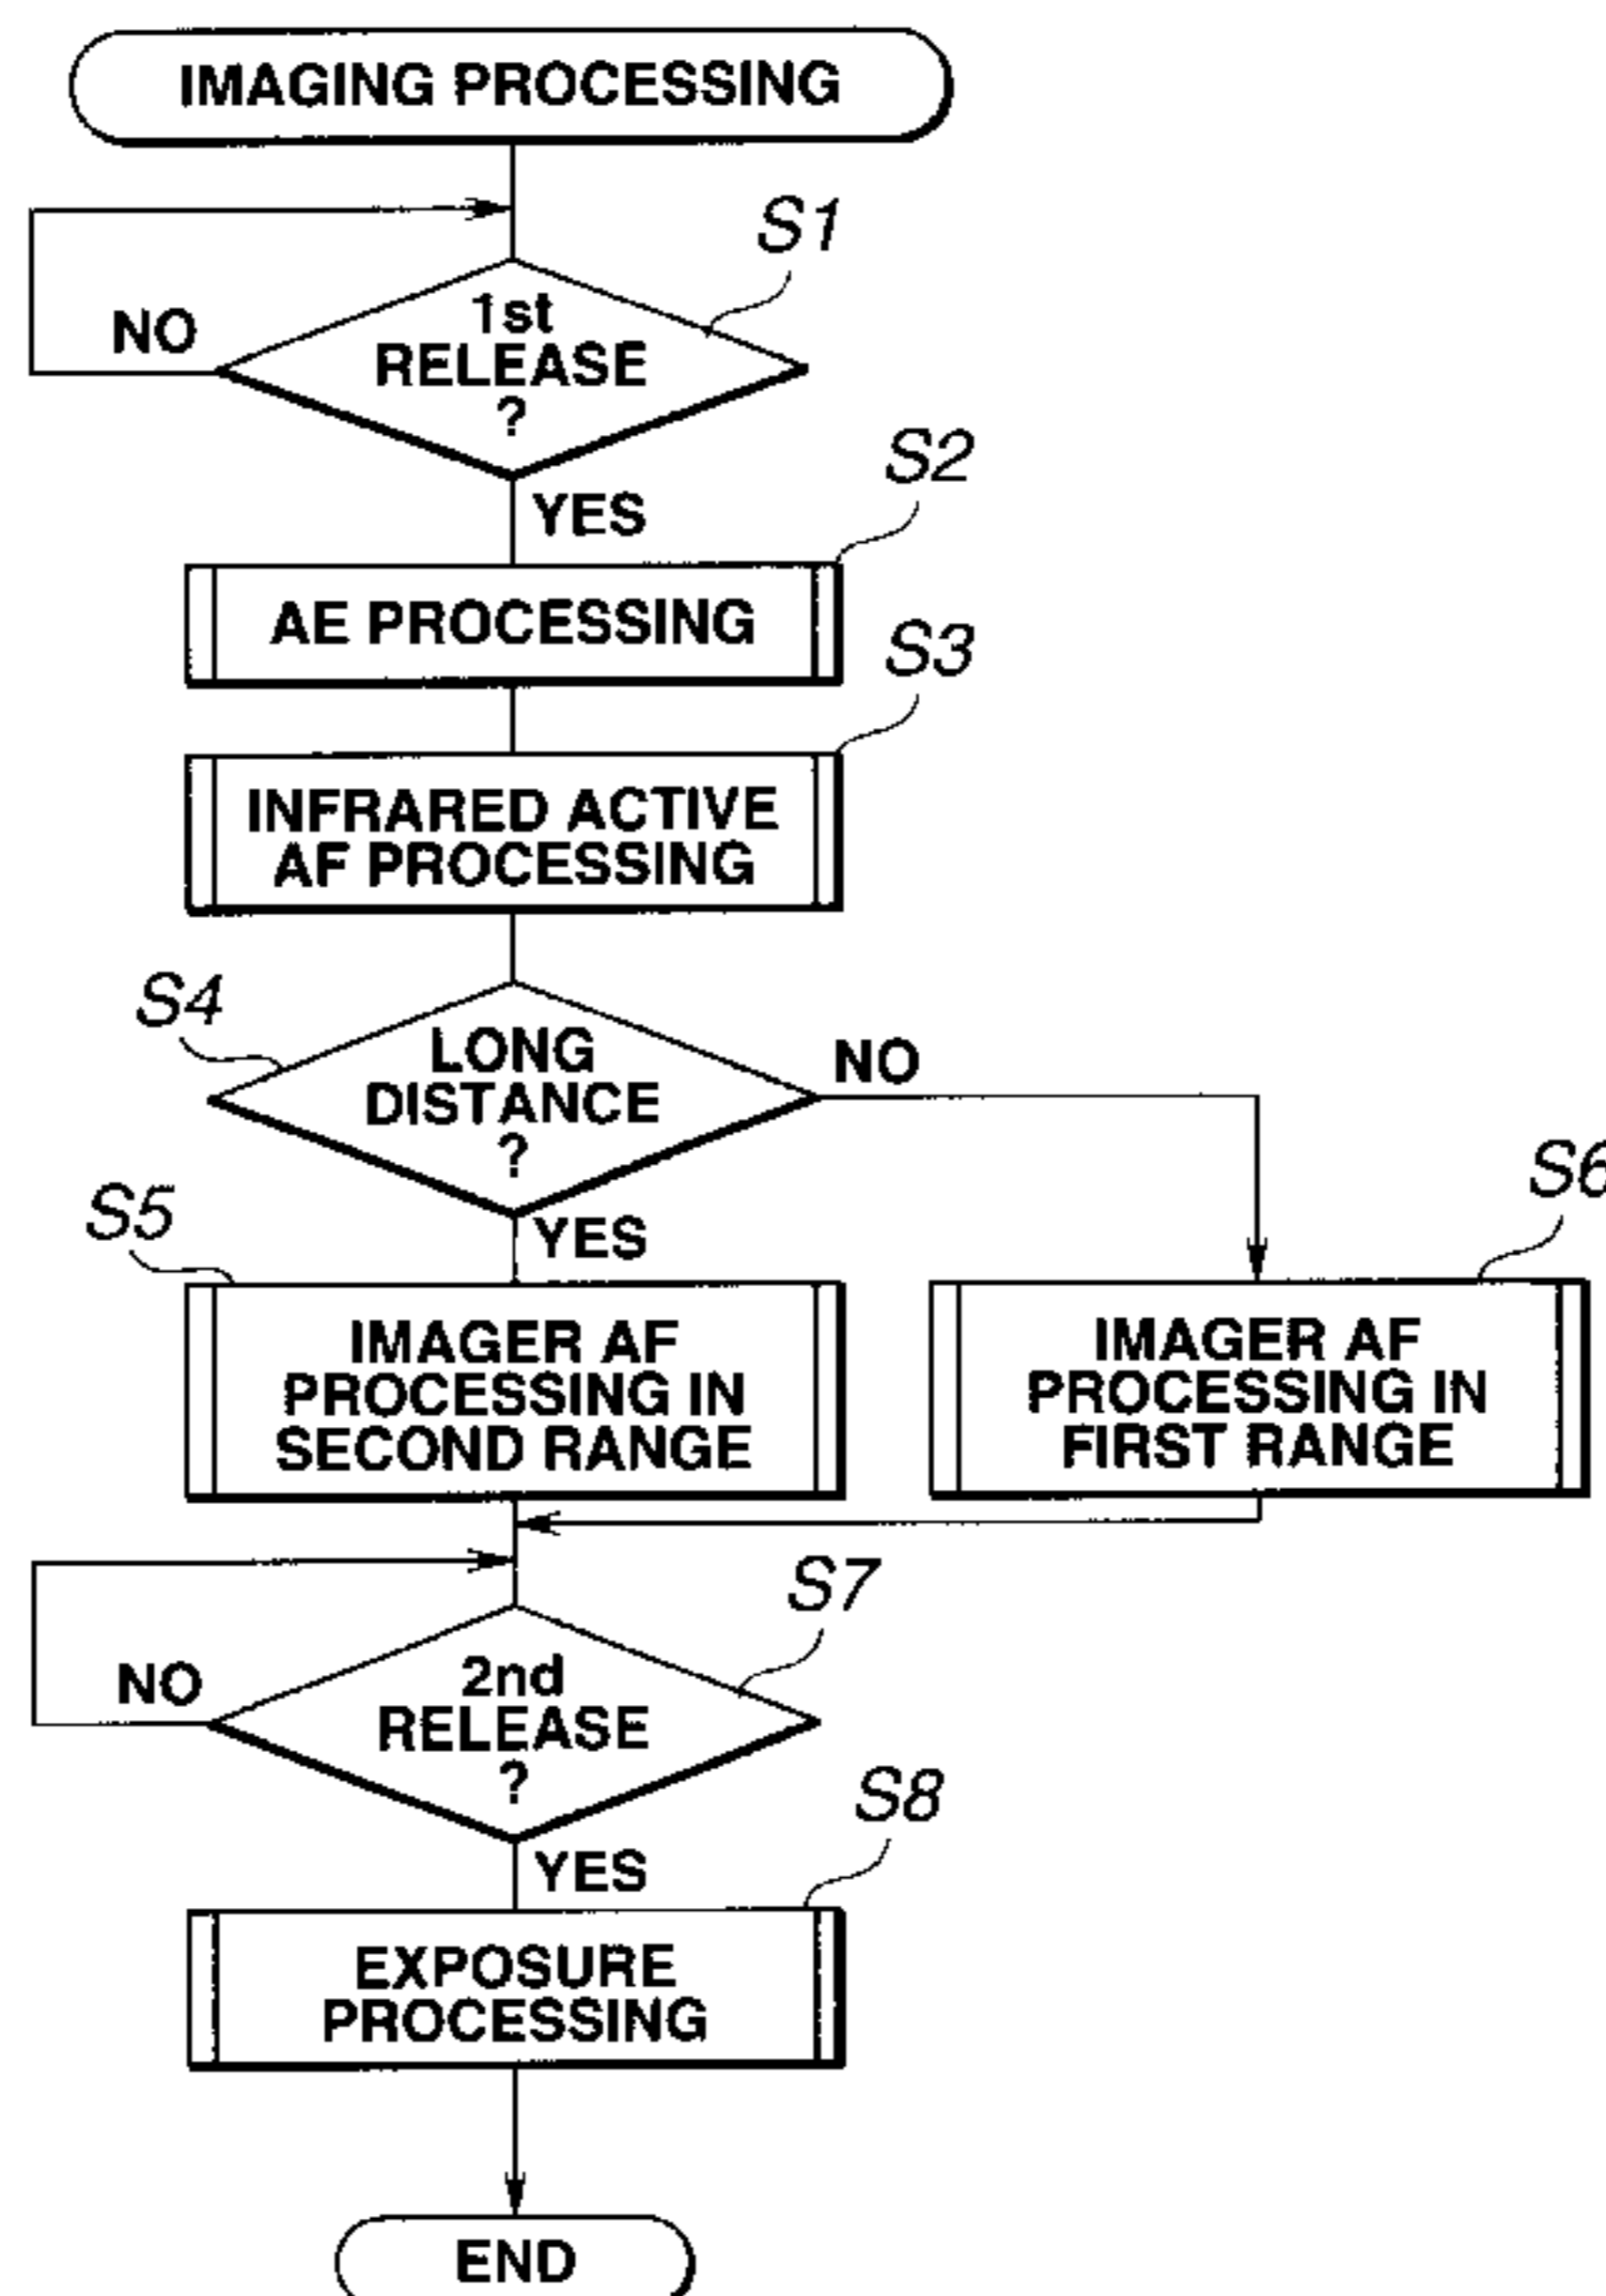 IMAGING PROCESSING
S1
1st
RELEASE
?
NO
YES
S2
AE PROCESSING
S3
INFRARED ACTIVE
AF PROCESSING
S4
LONG
DISTANCE
?
NO
YES
S5
IMAGER AF
PROCESSING IN
SECOND RANGE
S6
IMAGER AF
PROCESSING IN
FIRST RANGE
S7
2nd
RELEASE
?
NO
YES
S8
EXPOSURE
PROCESSING
END